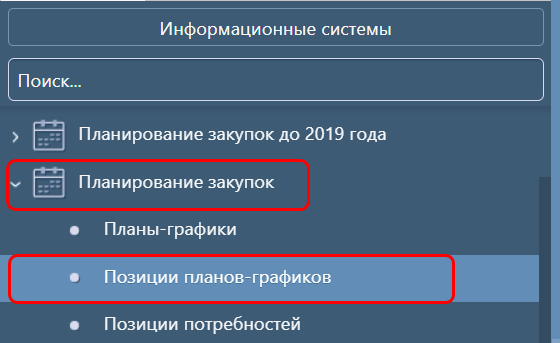 Информационные системы
Поиск...
Планирование закупок до 2019 года
Планирование закупок
Планы-графики
Позиции планов-графиков
Позиции потребностей